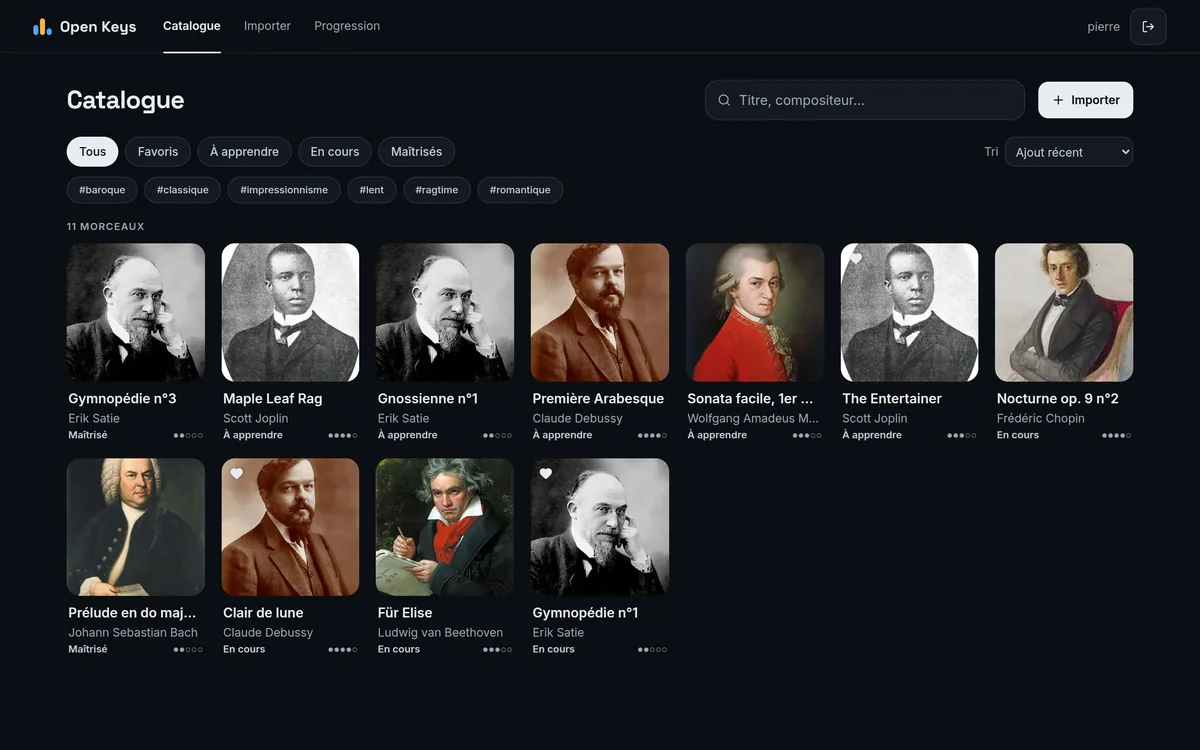 Open Keys Catalogue Importer Progression pierre
Catalogue Titre, compositeur... + Importer
Tous Favoris À apprendre En cours Maîtrisés Tri Ajout récent
#baroque #classique #impressionnisme #lent #ragtime #romantique
11 MORCEAUX
Gymnopédie n°3
Erik Satie
Maîtrisé
Maple Leaf Rag
Scott Joplin
À apprendre
Gnossienne n°1
Erik Satie
À apprendre
Première Arabesque
Claude Debussy
À apprendre
Sonata facile, 1er ...
Wolfgang Amadeus M...
À apprendre
The Entertainer
Scott Joplin
À apprendre
Nocturne op. 9 n°2
Frédéric Chopin
En cours
Prélude en do maj...
Johann Sebastian Bach
Maîtrisé
Clair de lune
Claude Debussy
En cours
Für Elise
Ludwig van Beethoven
En cours
Gymnopédie n°1
Erik Satie
En cours